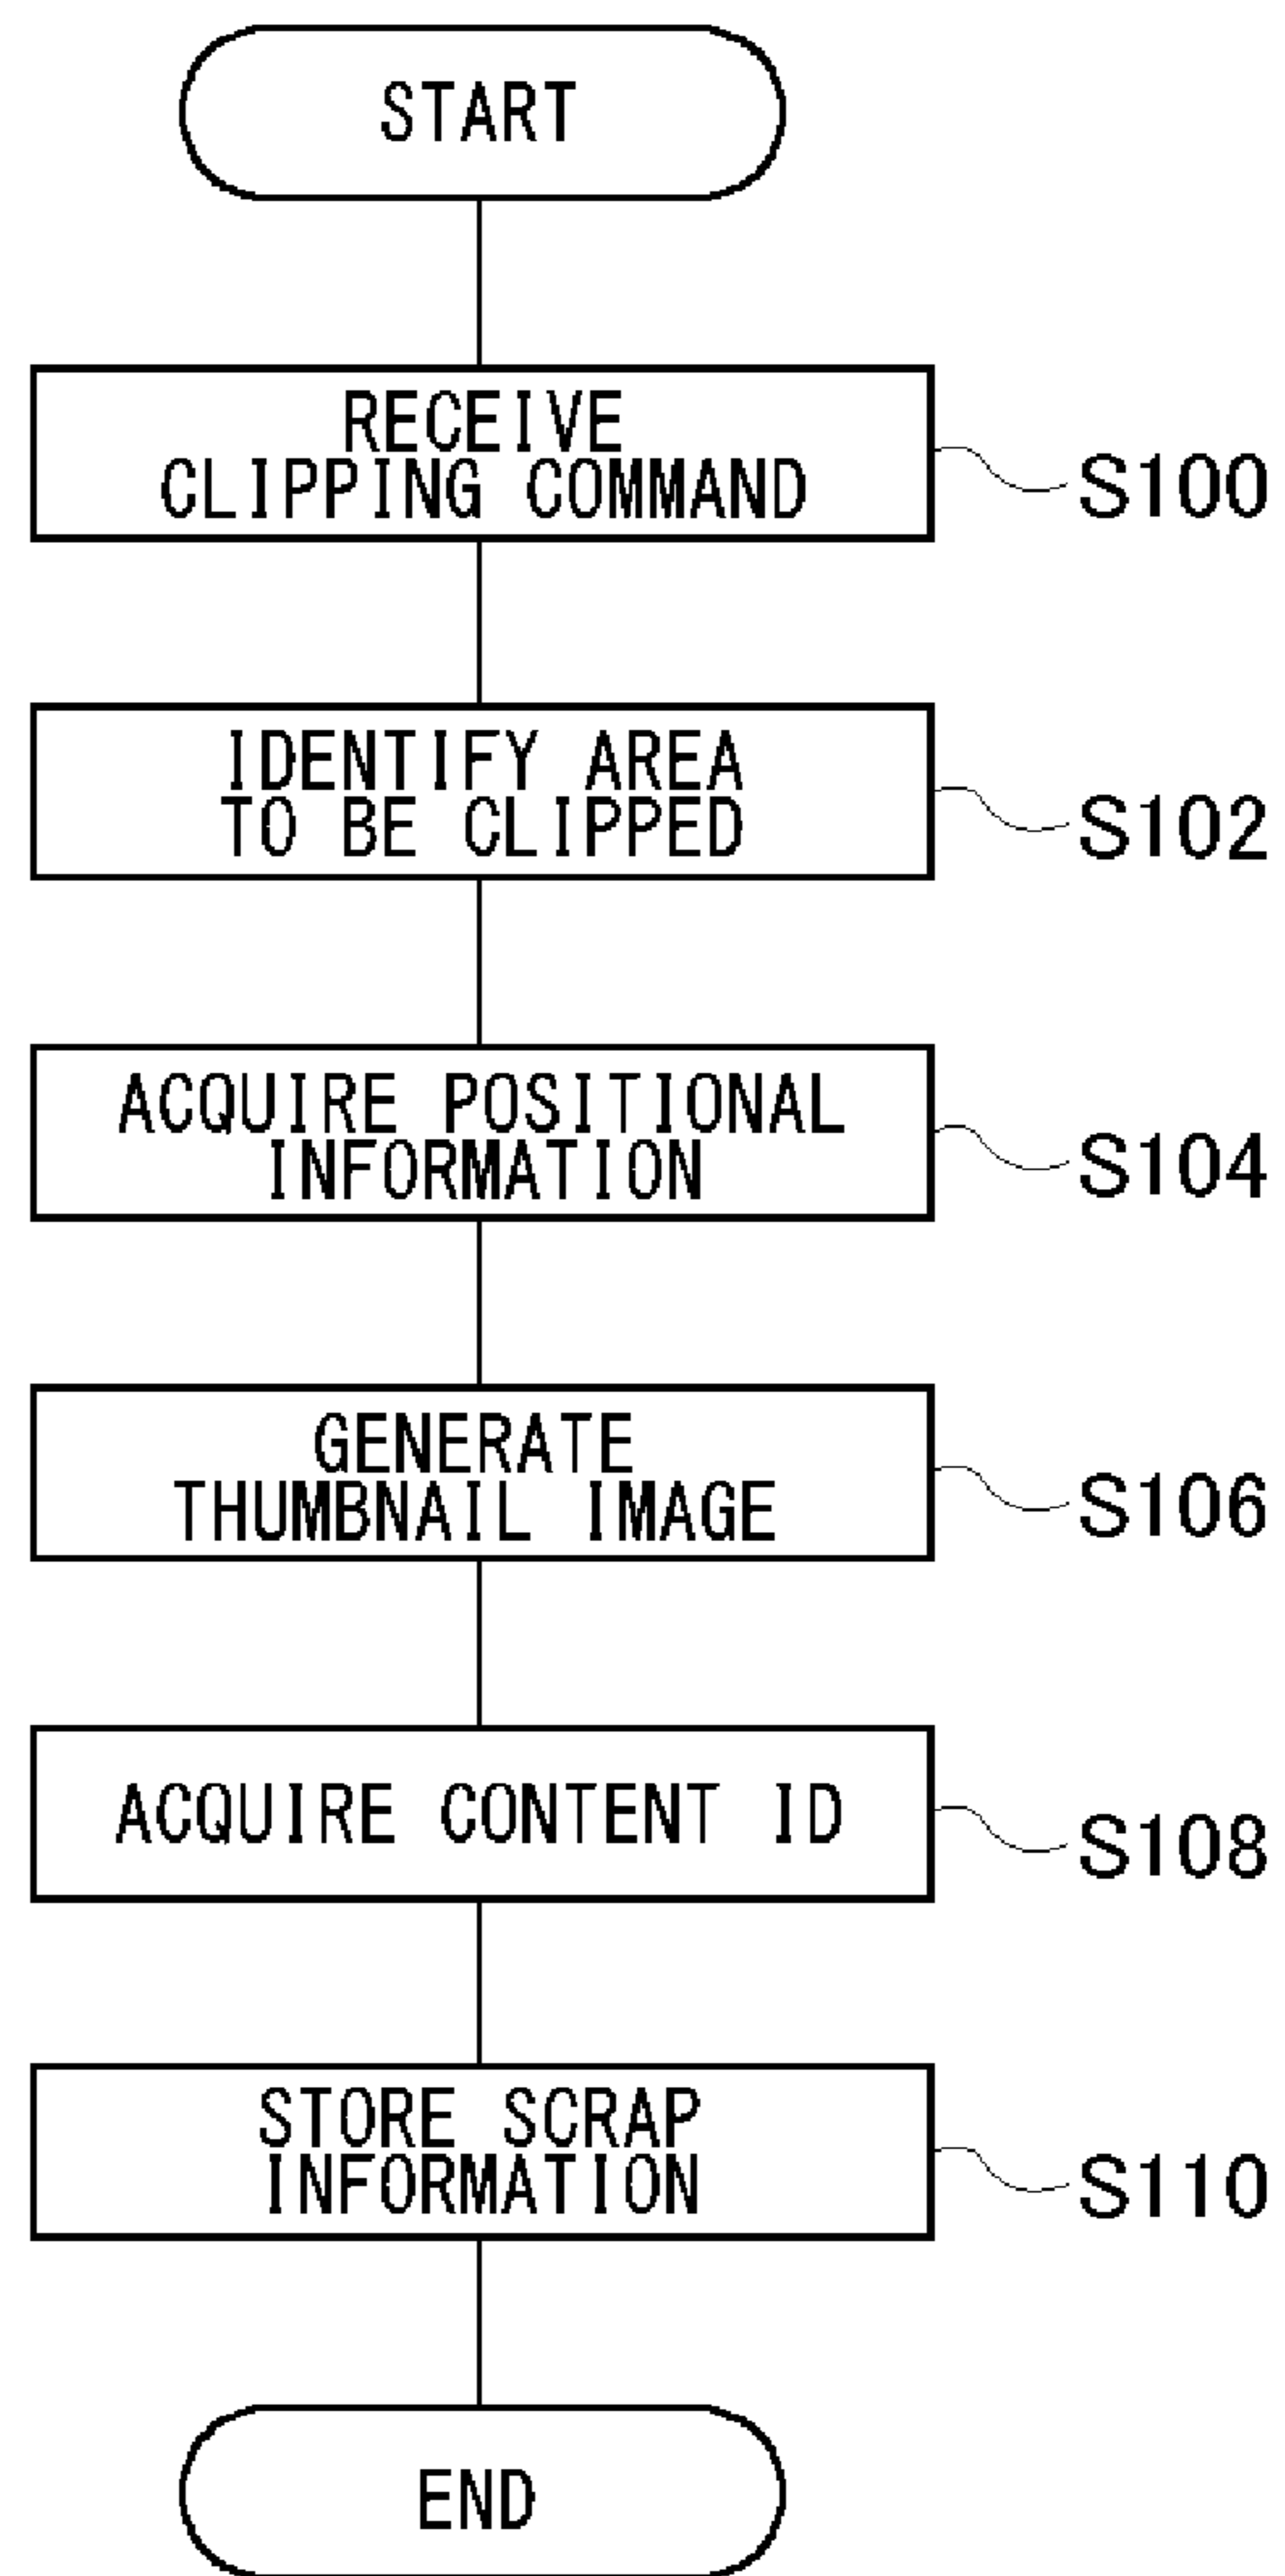 START
RECEIVE
CLIPPING COMMAND
S100
IDENTIFY AREA
TO BE CLIPPED
S102
ACQUIRE POSITIONAL
INFORMATION
S104
GENERATE
THUMBNAIL IMAGE
S106
ACQUIRE CONTENT ID
S108
STORE SCRAP
INFORMATION
S110
END